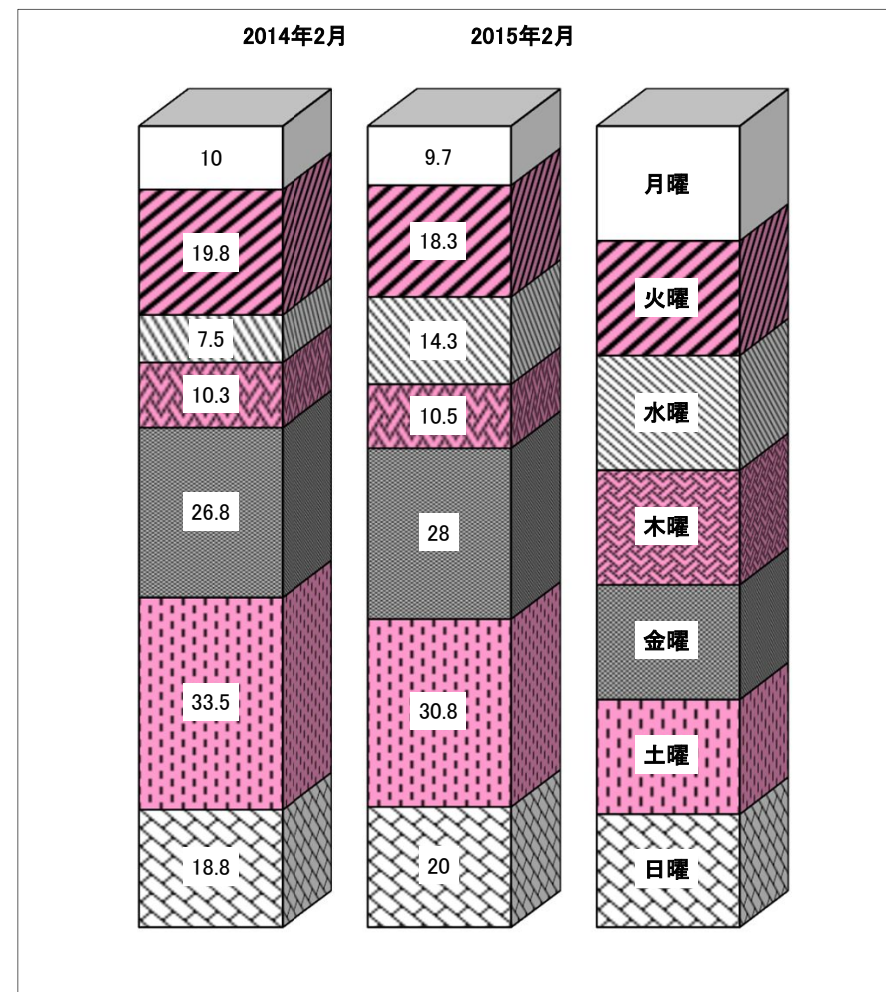 2014年2月 2015年2月
10 9.7 月曜
19.8 18.3 火曜
7.5 14.3 水曜
10.3 10.5 木曜
26.8 28 金曜
33.5 30.8 土曜
18.8 20 日曜